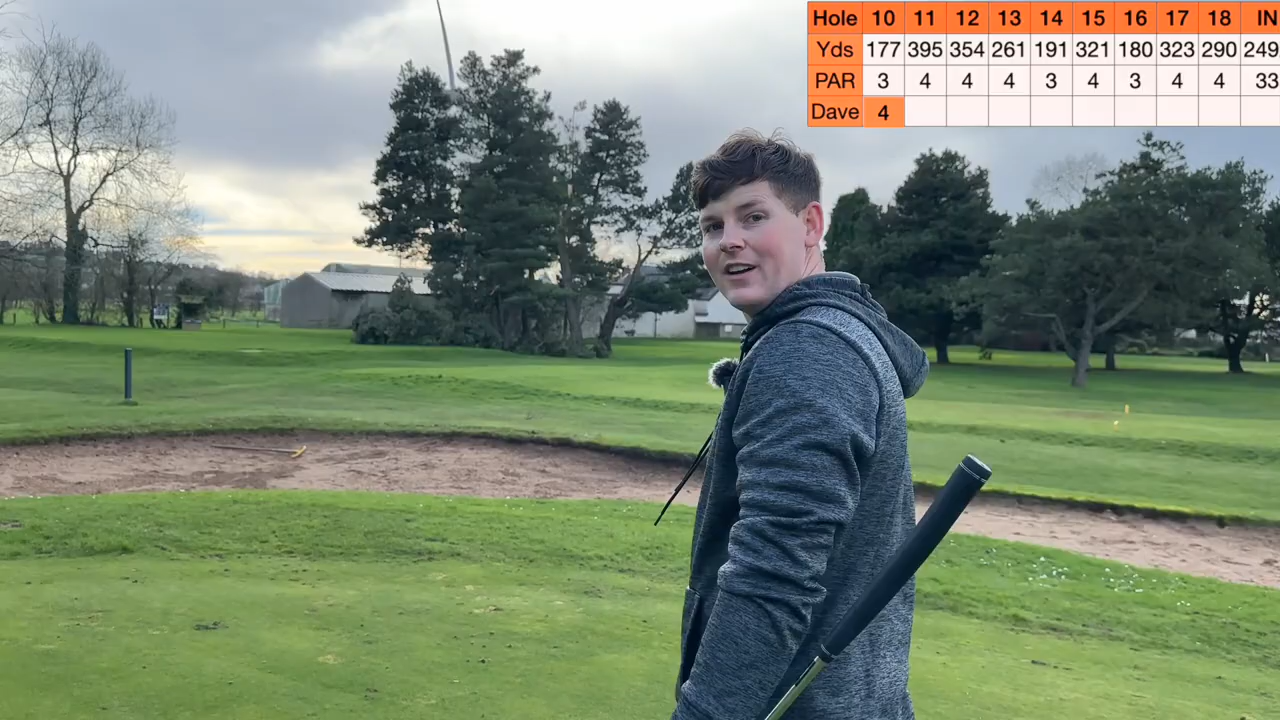 Hole 10 11 12 13 14 15 16 17 18 IN
Yds 177 395 354 261 191 321 180 323 290 249
PAR 3 4 4 4 3 4 3 4 4 33
Dave 4